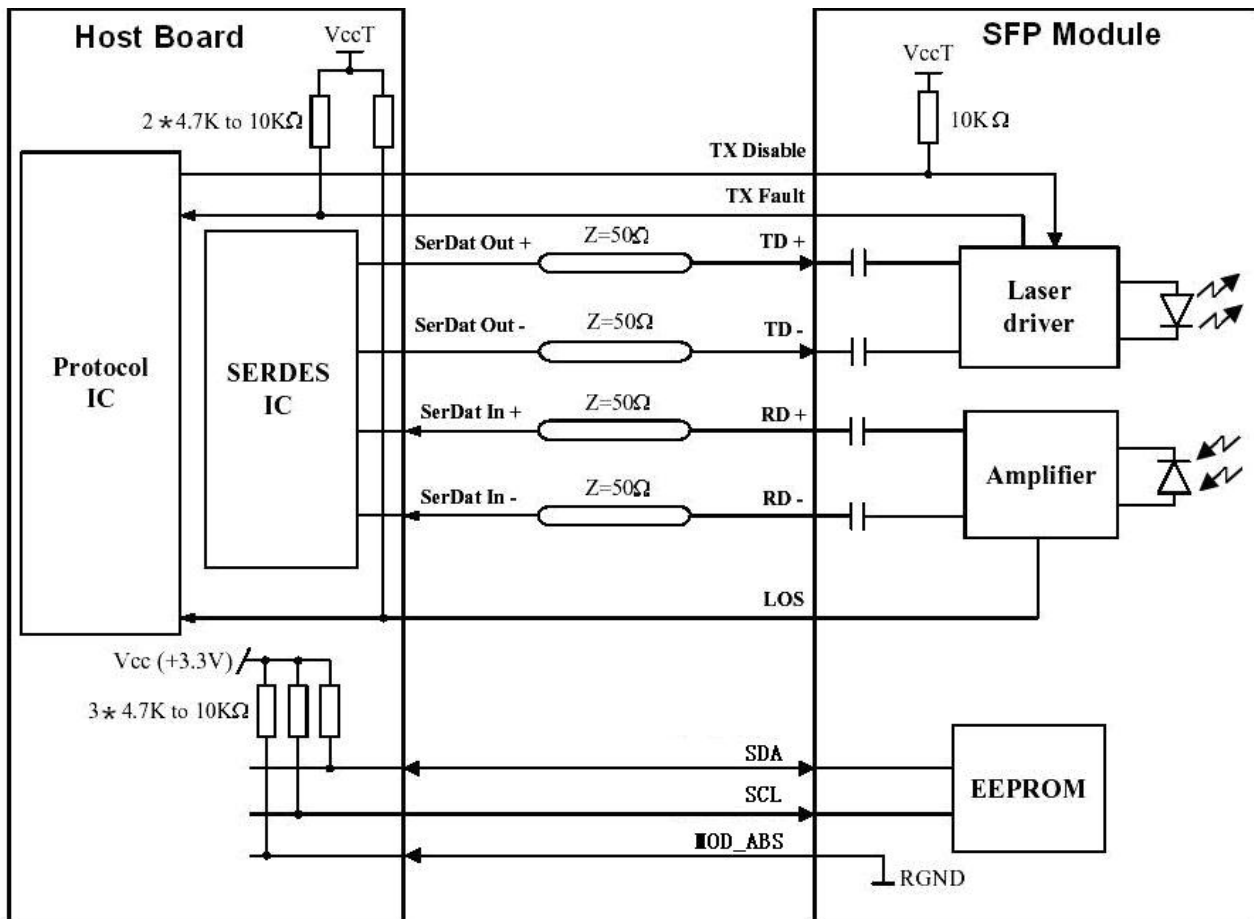 Host Board
VccT
2*4.7K to 10KΩ
SFP Module
VccT
10KΩ
TX Disable
TX Fault
SerDat Out +
Z=50Ω
TD +
SerDat Out -
Z=50Ω
TD -
Protocol
IC
SERDES
IC
Laser
driver
SerDat In +
Z=50Ω
RD +
SerDat In -
Z=50Ω
RD -
Amplifier
LOS
Vcc (+3.3V)
3*4.7K to 10KΩ
SDA
SCL
MOD_ABS
EEPROM
RGND